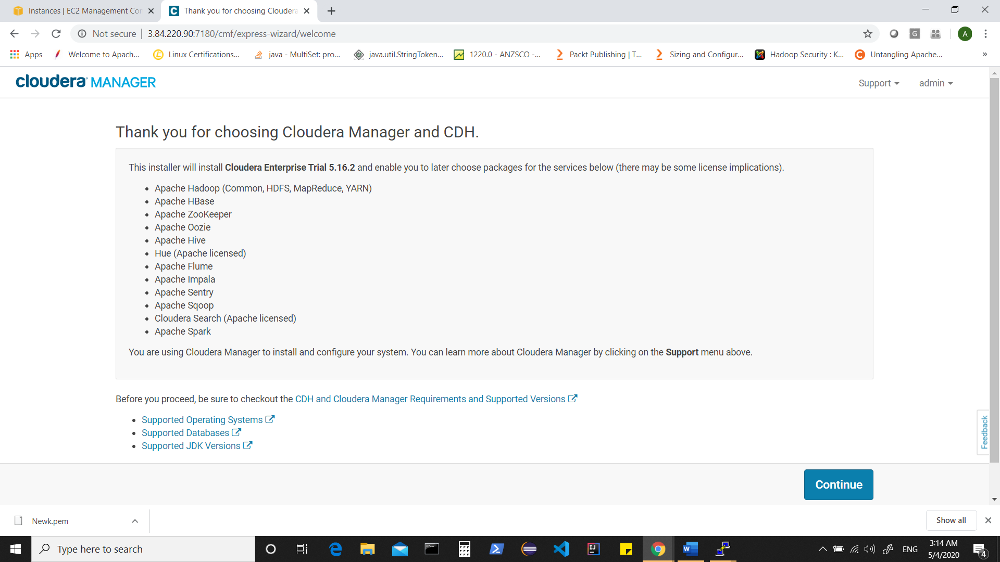 Instances | EC2 Management Con
Thank you for choosing Cloudera
Not secure | 3.84.220.90:7180/cmf/express-wizard/welcome
A
Apps
Welcome to Apach...
Linux Certifications...
java - MultiSet: pro...
java.util.StringToken...
1220.0 - ANZSCO -...
Packt Publishing | T...
Sizing and Configur...
Hadoop Security : K...
Untangling Apache...
»
cloudera MANAGER
Support
admin
Thank you for choosing Cloudera Manager and CDH.
This installer will install Cloudera Enterprise Trial 5.16.2 and enable you to later choose packages for the services below (there may be some license implications).
• Apache Hadoop (Common, HDFS, MapReduce, YARN)
• Apache HBase
• Apache ZooKeeper
• Apache Oozie
• Apache Hive
• Hue (Apache licensed)
• Apache Flume
• Apache Impala
• Apache Sentry
• Apache Sqoop
• Cloudera Search (Apache licensed)
• Apache Spark
You are using Cloudera Manager to install and configure your system. You can learn more about Cloudera Manager by clicking on the Support menu above.
Before you proceed, be sure to checkout the CDH and Cloudera Manager Requirements and Supported Versions
• Supported Operating Systems
• Supported Databases
• Supported JDK Versions
Feedback
Continue
Newk.pem
Show all
Type here to search
ENG
3:14 AM
5/4/2020
4